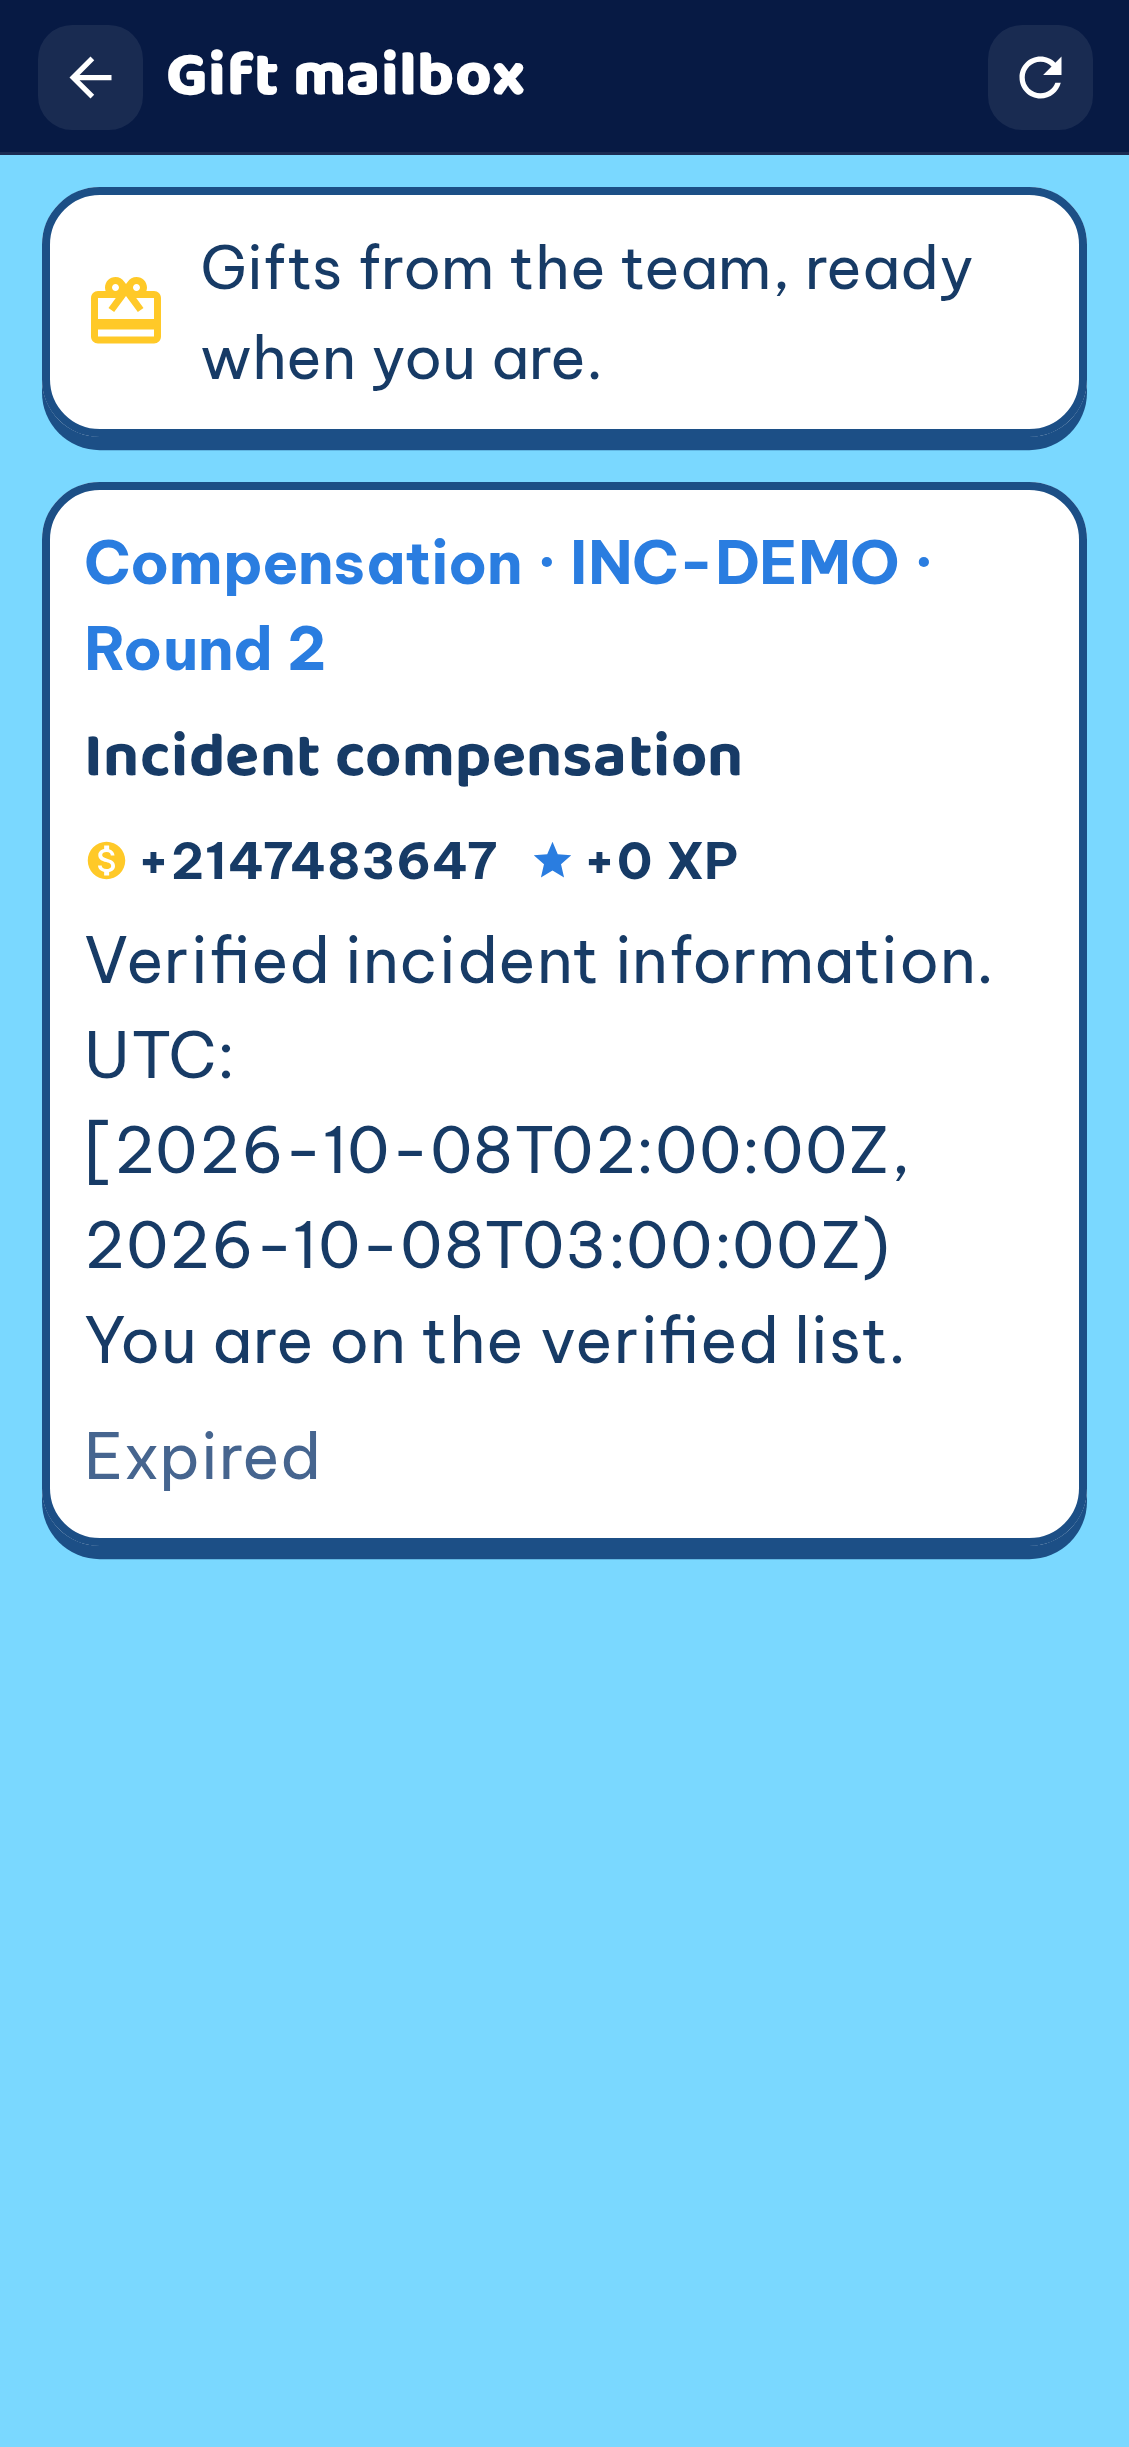 Gift mailbox
Gifts from the team, ready
when you are.
Compensation · INC-DEMO ·
Round 2
Incident compensation
+2147483647 +0 XP
Verified incident information.
UTC:
[2026-10-08T02:00:00Z,
2026-10-08T03:00:00Z)
You are on the verified list.
Expired